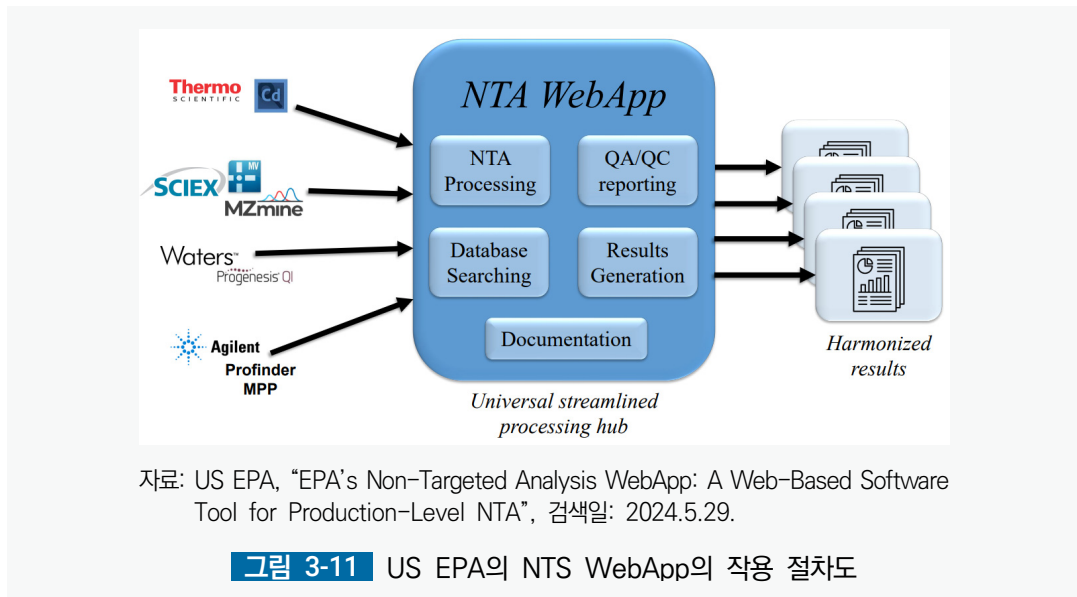 Thermo
SCIENTIFIC
Cd
SCIEX
MV
MZmine
Waters™
Progenesis QI
Agilent
Profinder
MPP
NTA WebApp
NTA
Processing
QA/QC
reporting
Database
Searching
Results
Generation
Documentation
Universal streamlined
processing hub
Harmonized
results
자료: US EPA, “EPA’s Non-Targeted Analysis WebApp: A Web-Based Software
Tool for Production-Level NTA”, 검색일: 2024.5.29.
그림 3-11 US EPA의 NTS WebApp의 작용 절차도